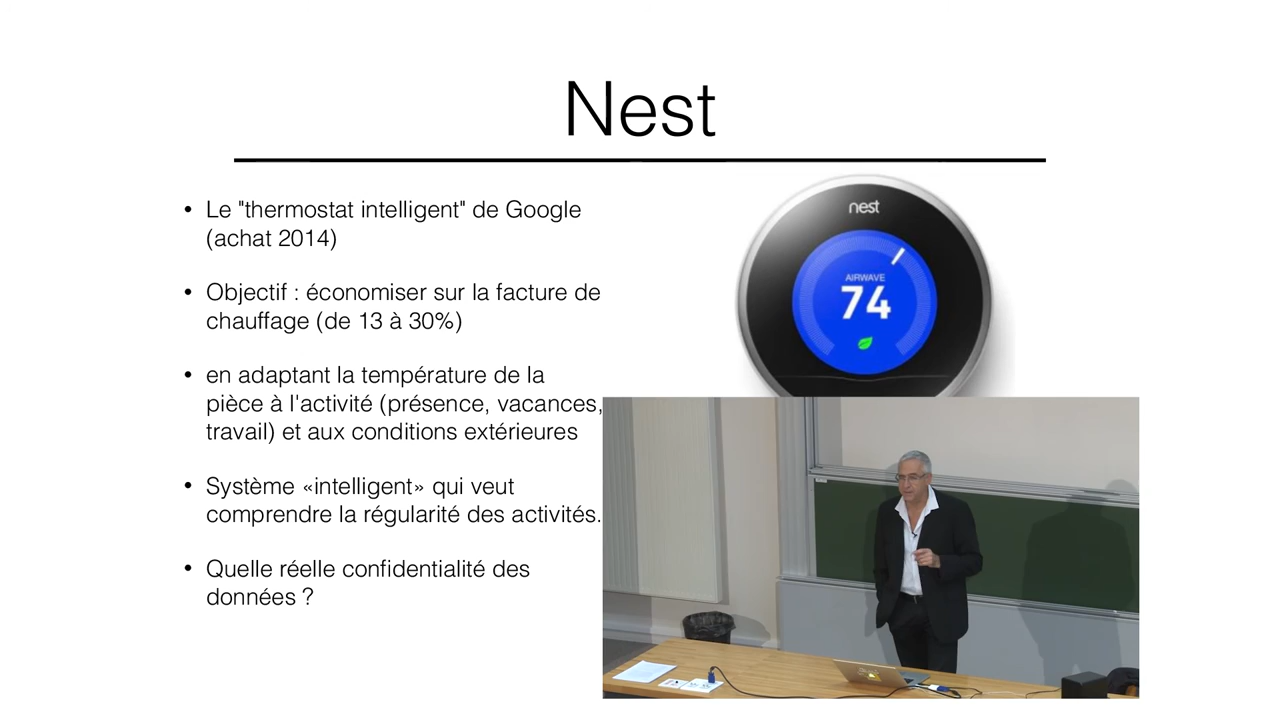 Nest
Le "thermostat intelligent" de Google
(achat 2014)
Objectif : économiser sur la facture de
chauffage (de 13 à 30%)
en adaptant la température de la
pièce à l'activité (présence, vacances,
travail) et aux conditions extérieures
Système «intelligent» qui veut
comprendre la régularité des activités.
Quelle réelle confidentialité des
données ?
nest
AIRWAVE
74